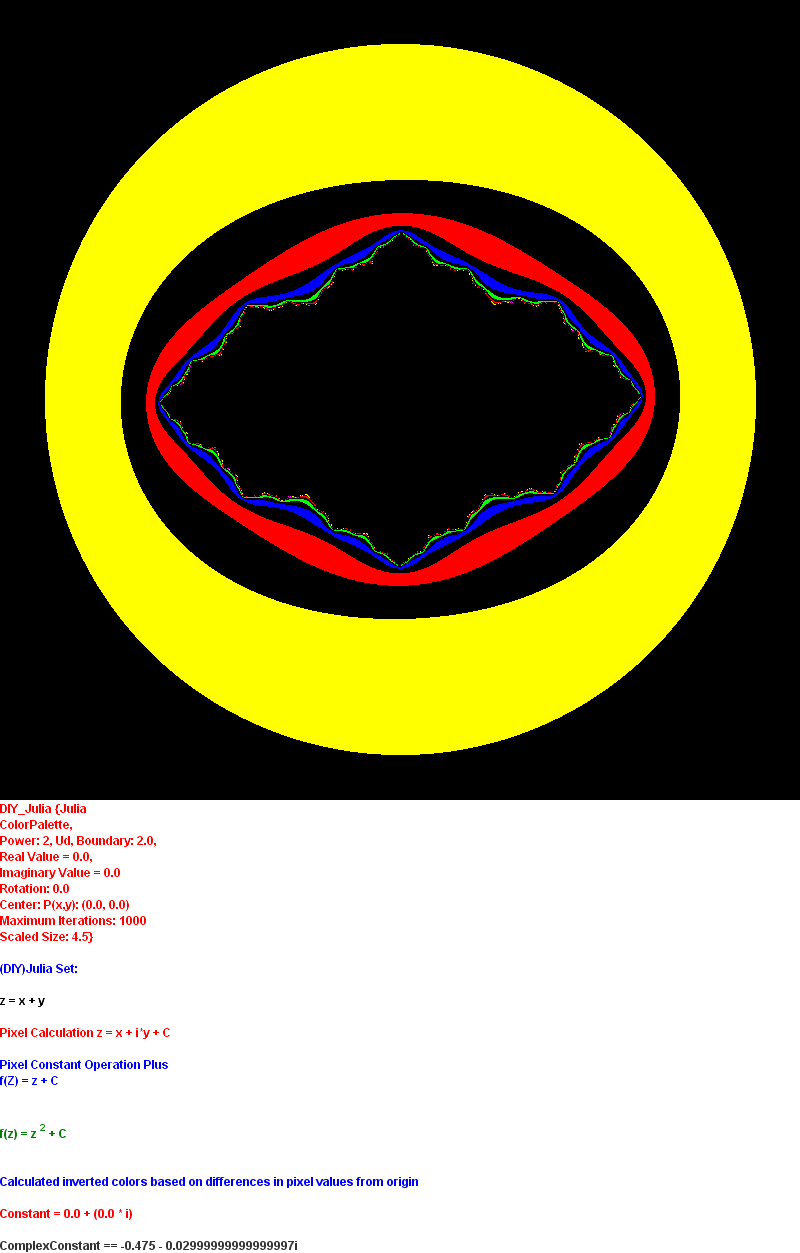 DIY_Julia {Julia
ColorPalette,
Power: 2, Ud, Boundary: 2.0,
Real Value = 0.0,
Imaginary Value = 0.0
Rotation: 0.0
Center: P(x,y): (0.0, 0.0)
Maximum Iterations: 1000
Scaled Size: 4.5}
(DIY)Julia Set:
z = x + y
Pixel Calculation z = x + i*y + C
Pixel Constant Operation Plus
f(Z) = z + C
f(z) = z 2 + C
Calculated inverted colors based on differences in pixel values from origin
Constant = 0.0 + (0.0 * i)
ComplexConstant == -0.475 - 0.02999999999999997i